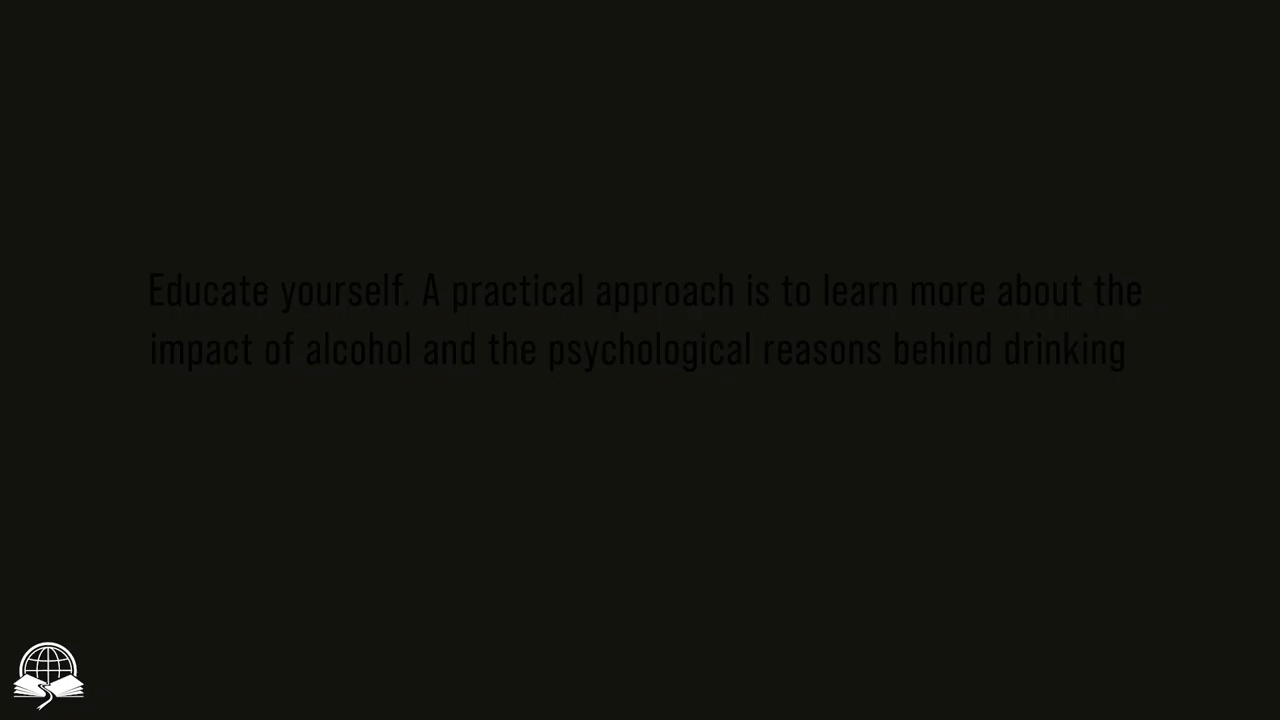 Educate yourself. A practical approach is to learn more about the
impact of alcohol and the psychological reasons behind drinking